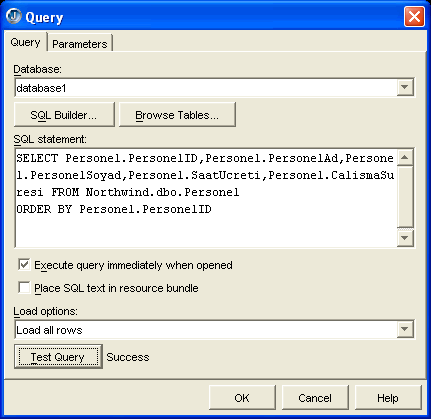 Query
Query
Parameters
Database:
database1
SQL Builder...
Browse Tables...
SQL statement:
SELECT Personel.PersonelID,Personel.PersonelAd,Persone
l.PersonelSoyad,Personel.SaatUcreti,Personel.CalismaSu
resi FROM Northwind.dbo.Personel
ORDER BY Personel.PersonelID
Execute query immediately when opened
Place SQL text in resource bundle
Load options:
Load all rows
Test Query
Success
OK
Cancel
Help